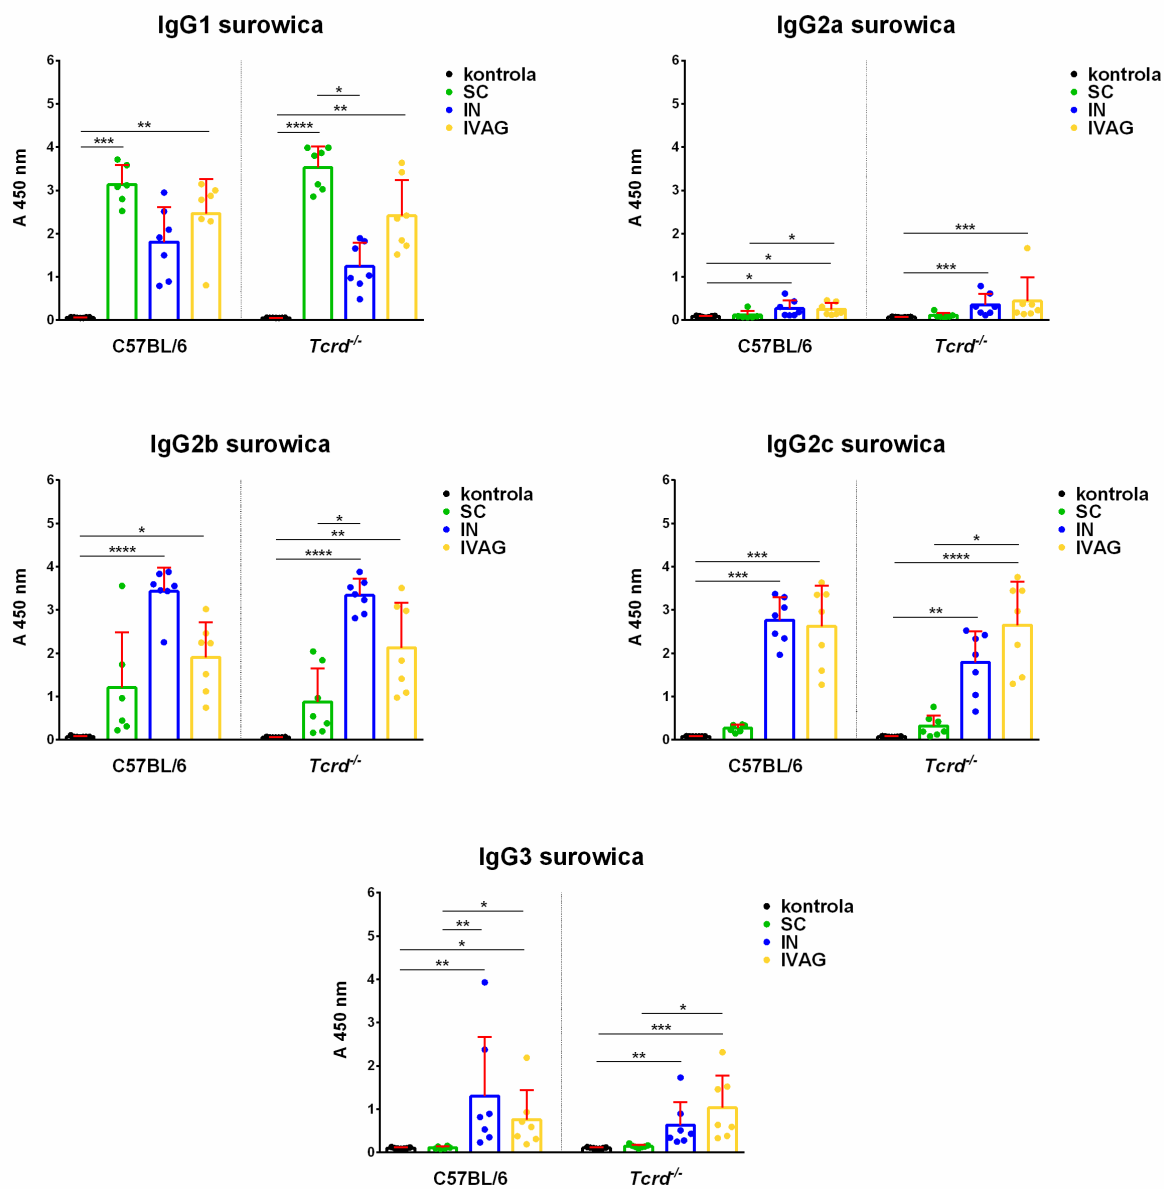 IgG1 surowica
A 450 nm
6
5
4
3
2
1
0
** 
***
*
**
****
kontrola
SC
IN
IVAG
C57BL/6
Tcrd-/-
IgG2a surowica
A 450 nm
6
5
4
3
2
1
0
*
*
*
***
***
kontrola
SC
IN
IVAG
C57BL/6
Tcrd-/-
IgG2b surowica
A 450 nm
6
5
4
3
2
1
0
*
****
*
**
****
kontrola
SC
IN
IVAG
C57BL/6
Tcrd-/-
IgG2c surowica
A 450 nm
6
5
4
3
2
1
0
***
***
*
****
**
kontrola
SC
IN
IVAG
C57BL/6
Tcrd-/-
IgG3 surowica
A 450 nm
6
5
4
3
2
1
0
*
**
*
**
*
***
**
kontrola
SC
IN
IVAG
C57BL/6
Tcrd-/-